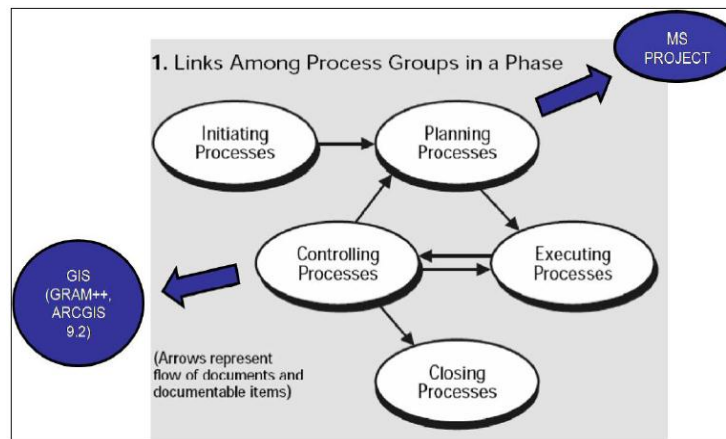 MS
PROJECT
1. Links Among Process Groups in a Phase
Initiating
Processes
Planning
Processes
Controlling
Processes
Executing
Processes
GIS
(GRAM++,
ARCGIS
9.2)
(Arrows represent
flow of documents and
documentable items)
Closing
Processes